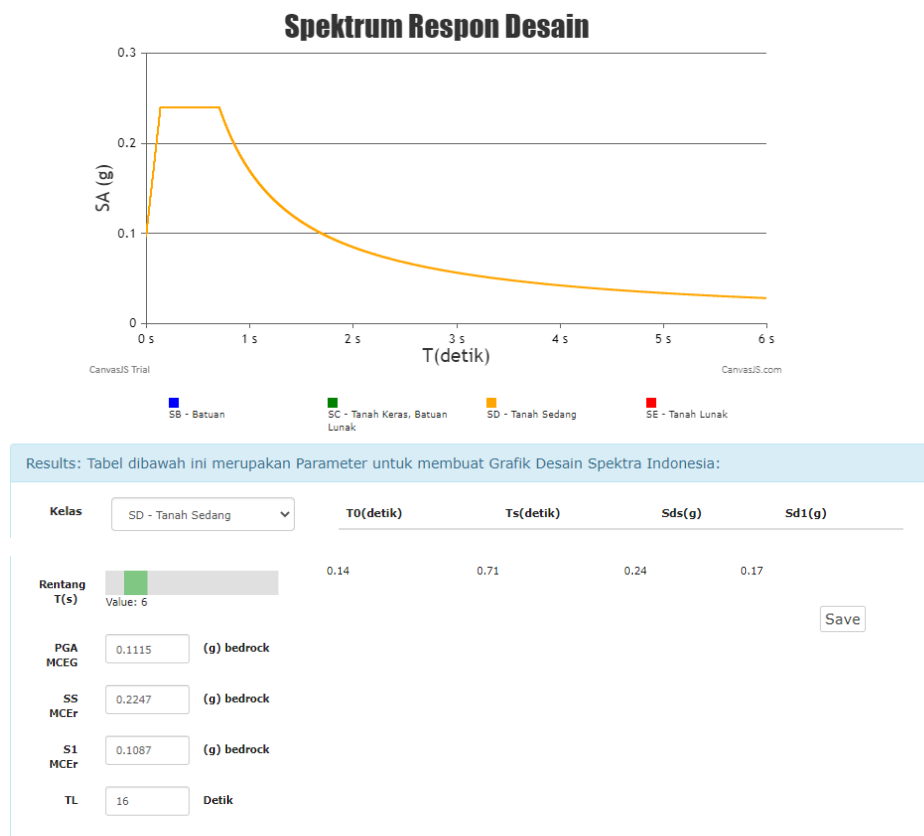 Spektrum Respon Desain
0.3
0.2
0.1
0
SA (g)
0 s 1 s 2 s 3 s 4 s 5 s 6 s
T(detik)
CanvasJS Trial
CanvasJS.com
SB - Batuan
SC - Tanah Keras, Batuan
Lunak
SD - Tanah Sedang
SE - Tanah Lunak
Results: Tabel dibawah ini merupakan Parameter untuk membuat Grafik Desain Spektra Indonesia:
Kelas SD - Tanah Sedang
T0(detik) Ts(detik) Sds(g) Sd1(g)
0.14 0.71 0.24 0.17
Rentang
T(s)
Value: 6
Save
PGA
MCEG
0.1115 (g) bedrock
SS
MCEr
0.2247 (g) bedrock
S1
MCEr
0.1087 (g) bedrock
TL 16 Detik